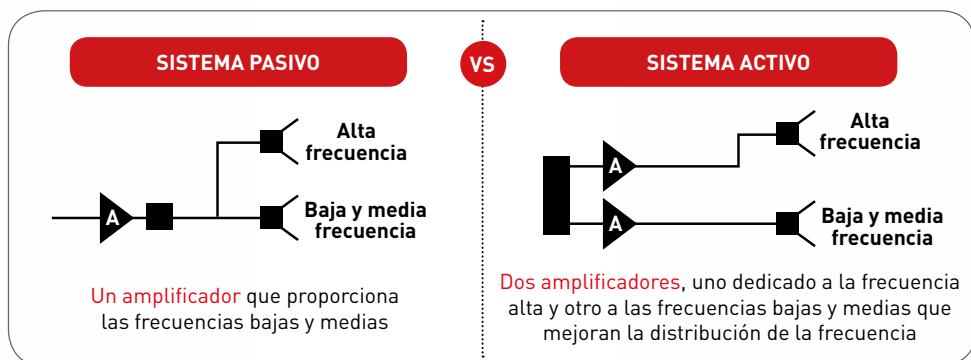 SISTEMA PASIVO
VS
SISTEMA ACTIVO
Alta
frecuencia
A
Baja y media
frecuencia
Un amplificador que proporciona
las frecuencias bajas y medias
A
Alta
frecuencia
A
Baja y media
frecuencia
Dos amplificadores, uno dedicado a la frecuencia
alta y otro a las frecuencias bajas y medias que
mejoran la distribución de la frecuencia